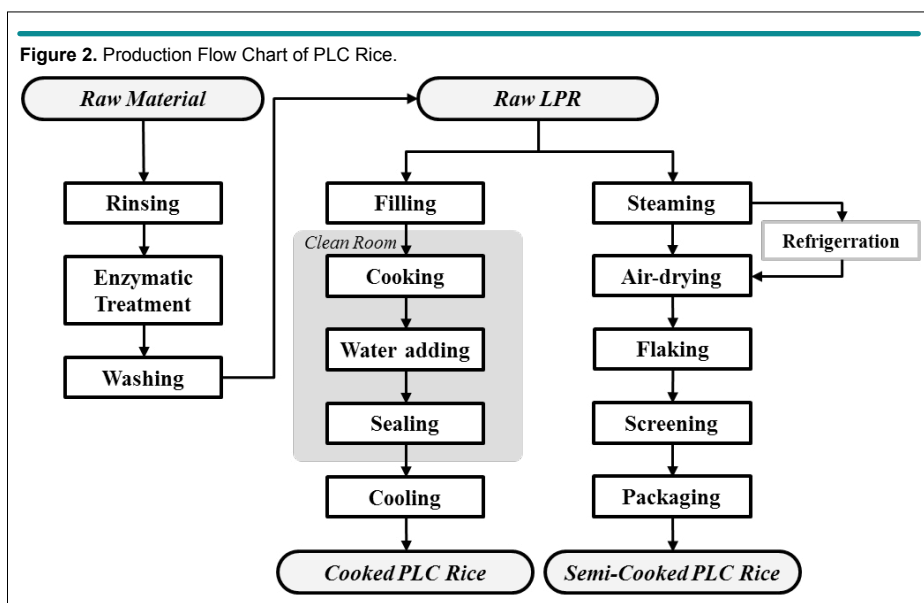 Figure 2. Production Flow Chart of PLC Rice.
Raw Material
Raw LPR
Rinsing
Enzymatic
Treatment
Washing
Filling
Clean Room
Cooking
Water adding
Sealing
Cooling
Cooked PLC Rice
Steaming
Refrigerration
Air-drying
Flaking
Screening
Packaging
Semi-Cooked PLC Rice